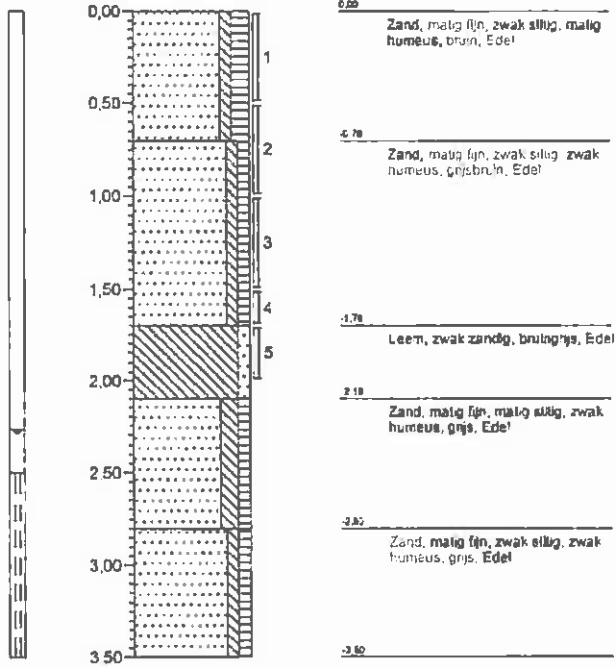 0,00
0,50
1,00
1,50
2,00
2,50
3,00
3,50
1
2
3
4
5
0,00
Zand, matig fijn, zwak siltig, matig
humeus, bruin, Edel
-0,70
Zand, matig fijn, zwak siltig, zwak
humeus, grijsbruin, Edel
-1,70
Leem, zwak zandig, bruingrijs, Edel
-2,10
Zand, matig fijn, matig siltig, zwak
humeus, grijs, Edel
-2,80
Zand, matig fijn, zwak siltig, zwak
humeus, grijs, Edel
-3,50